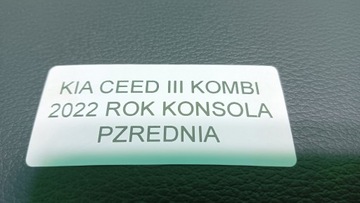 KIA CEED III KOMBI
2022 ROK KONSOLA
PZREDNIA